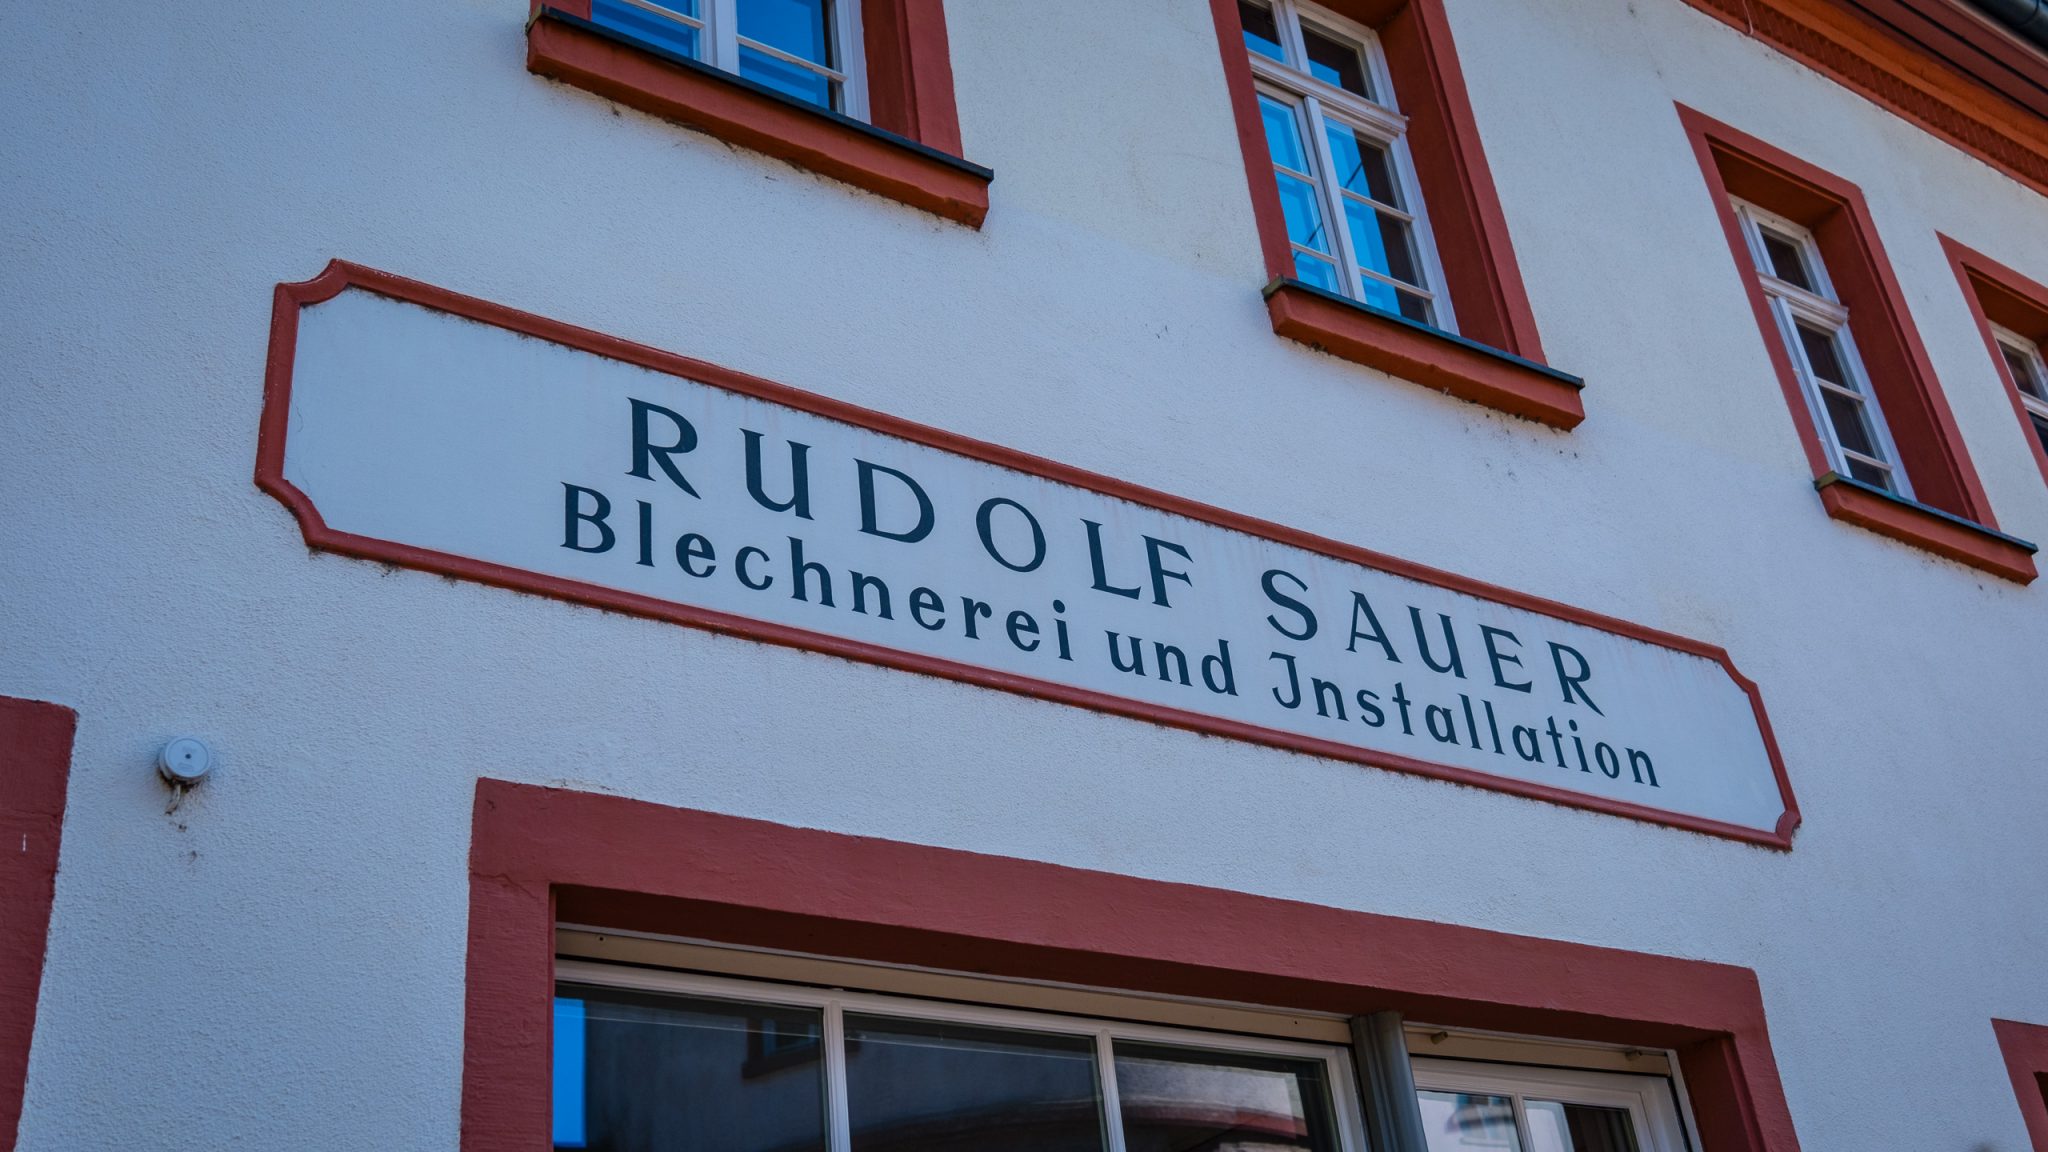 RUDOLF SAUER
Blechnerei und Jnstallation